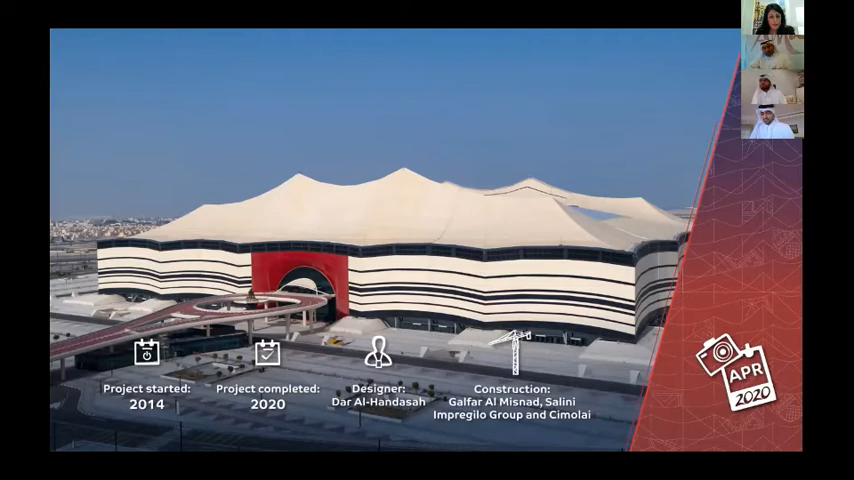 Project started:
2014
Project completed:
2020
Designer:
Dar Al-Handasah
Construction:
Galfar Al Misnad, Salini
Impregilo Group and Cimolai
APR
2020